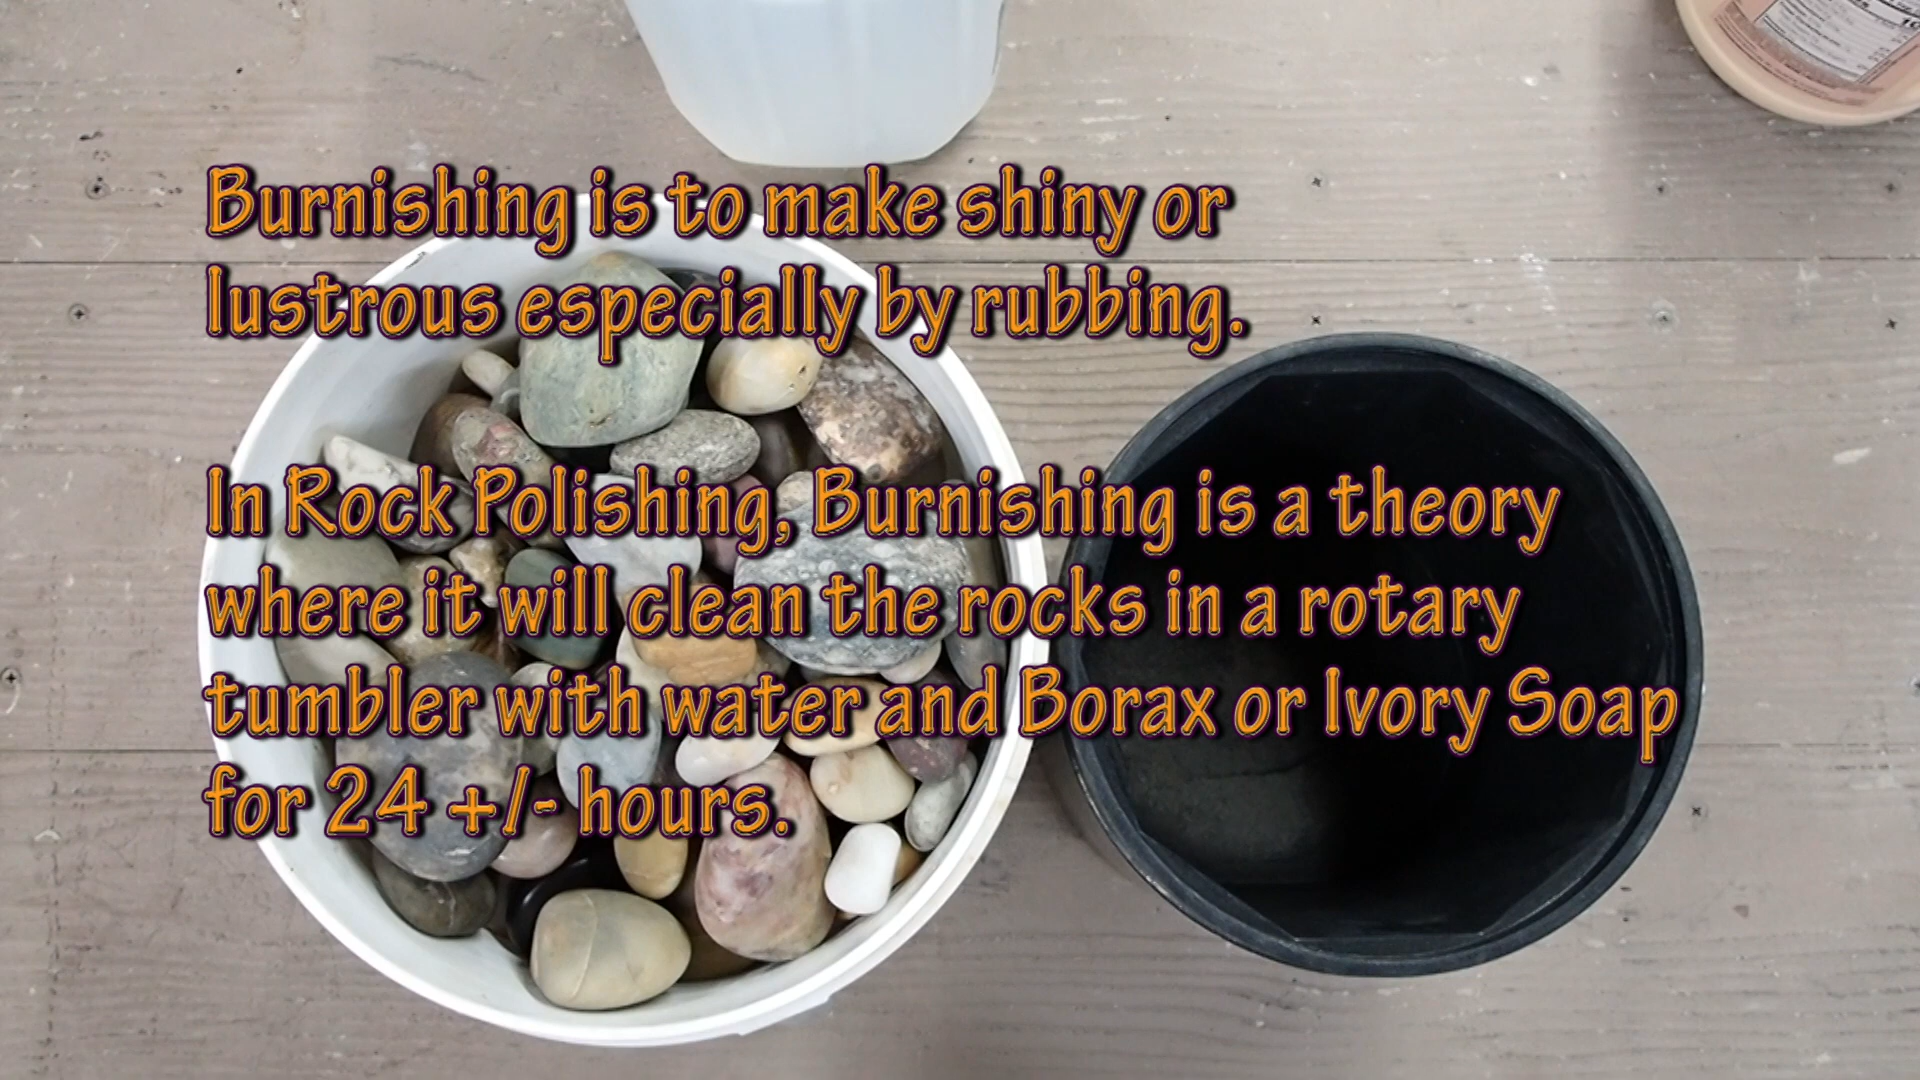 Burnishing is to make shiny or
lustrous especially by rubbing.
In Rock Polishing, Burnishing is a theory
where it will clean the rocks in a rotary
tumbler with water and Borax or Ivory Soap
for 24 +/- hours.